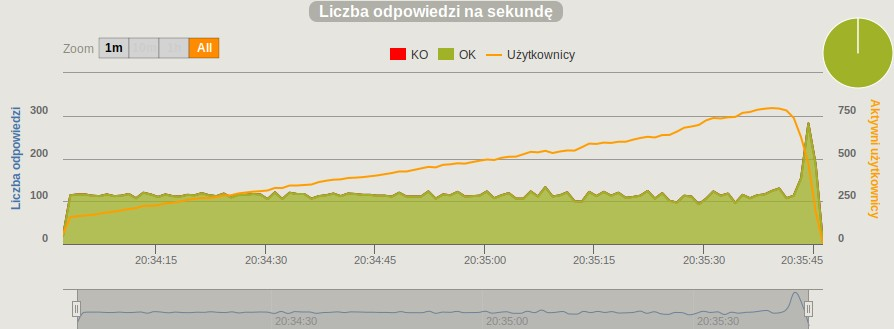 Liczba odpowiedzi na sekundę
Zoom 1m All
KO OK Użytkownicy
Liczba odpowiedzi
300
200
100
0
750
500
250
0
Aktywni użytkownicy
20:34:15 20:34:30 20:34:45 20:35:00 20:35:15 20:35:30 20:35:45
20:34:30 20:35:00 20:35:30